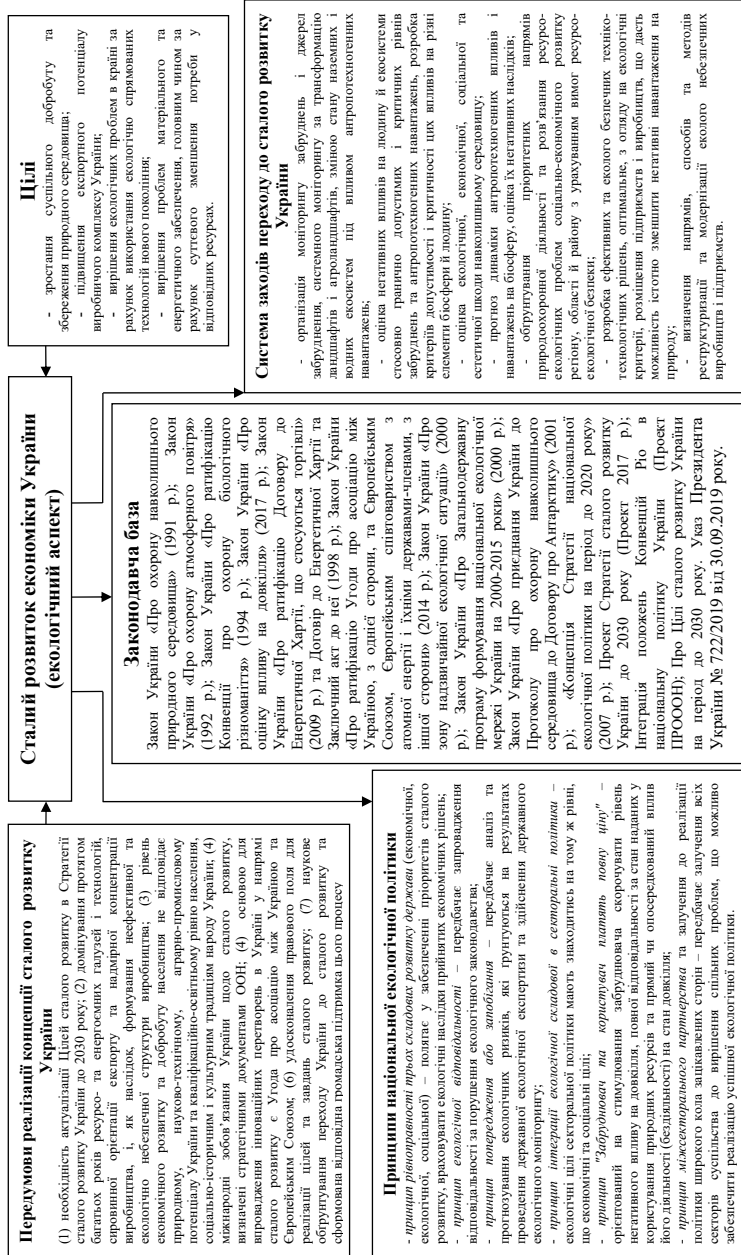 Сталий розвиток економіки України
(екологічний аспект)
Передумови реалізації концепції сталого розвитку
України
(1) необхідність актуалізації Цілей сталого розвитку в Стратегії
сталого розвитку України до 2030 року; (2) домінування протягом
багатьох років ресурсо- та енергоємних галузей і технологій,
сировинної орієнтації експорту та надмірної концентрації
виробництва, і, як наслідок, формування неефективної та
екологічно небезпечної структури виробництва; (3) рівень
економічного розвитку та добробуту населення не відповідає
природному, науково-технічному, аграрно-промисловому
потенціалу України та кваліфікаційно-освітньому рівню населення,
соціально-історичним і культурним традиціям народу України; (4)
міжнародні зобов'язання України щодо сталого розвитку,
визначені стратегічними документами ООН; (4) основою для
впровадження інноваційних перетворень в Україні у напрямі
сталого розвитку є Угода про асоціацію між Україною та
Європейським Союзом; (6) удосконалення правового поля для
реалізації цілей та завдань сталого розвитку; (7) наукове
обґрунтування переходу України до сталого розвитку та
сформована відповідна громадська підтримка цього процесу
Цілі
- зростання суспільного добробуту та
збереження природного середовища;
- підвищення експортного потенціалу
виробничого комплексу України;
- вирішення екологічних проблем в країні за
рахунок використання екологічно спрямованих
технологій нового покоління;
- вирішення проблем матеріального та
енергетичного забезпечення, головним чином за
рахунок суттєвого зменшення потреби у
відповідних ресурсах.
Принципи національної екологічної політики
- принцип рівноправності трьох складових розвитку держави (економічної,
екологічної, соціальної) – полягає у забезпеченні пріоритетів сталого
розвитку, враховувати екологічні наслідки прийнятих економічних рішень;
- принцип екологічної відповідальності – передбачає запровадження
відповідальності за порушення екологічного законодавства;
- принцип попередження або запобігання – передбачає аналіз та
прогнозування екологічних ризиків, які ґрунтуються на результатах
проведення державної екологічної експертизи та здійснення державного
екологічного моніторингу;
- принцип інтеграції екологічної складової в секторальні політики –
екологічні цілі секторальної політики мають знаходитись на тому ж рівні,
що економічні та соціальні цілі;
- принцип "Забруднювач та користувач платять повну ціну" –
орієнтований на стимулювання забруднювача скорочувати рівень
негативного впливу на довкілля, повної відповідальності за стан наданих у
користування природних ресурсів та прямий чи опосередкований вплив
його діяльності (бездіяльності) на стан довкілля;
- принцип міжсекторального партнерства та залучення до реалізації
політики широкого кола зацікавлених сторін – передбачає залучення всіх
секторів суспільства до вирішення спільних проблем, що можливо
забезпечити реалізацію успішної екологічної політики.
Законодавча база
Закон України «Про охорону навколишнього
природного середовища» (1991 р.); Закон
України «Про охорону атмосферного повітря»
(1992 р.); Закон України «Про ратифікацію
Конвенції про охорону біологічного
різноманіття» (1994 р.); Закон України «Про
оцінку впливу на довкілля» (2017 р.); Закон
України «Про ратифікацію Договору до
Енергетичної Хартії, що стосуються торгівлі»
(2009 р.) та Договір до Енергетичної Хартії та
Заключний акт до неї (1998 р.); Закон України
«Про ратифікацію Угоди про асоціацію між
Україною, з однієї сторони, та Європейським
Союзом, Європейським співтовариством з
атомної енергії і їхніми державами-членами, з
іншої сторони» (2014 р.); Закон України «Про
зону надзвичайної екологічної ситуації» (2000
р.); Закон України «Про Загальнодержавну
програму формування національної екологічної
мережі України на 2000-2015 роки» (2000 р.);
Закон України «Про приєднання України до
Протоколу про охорону навколишнього
середовища до Договору про Антарктику» (2001
р.); «Концепція Стратегії національної
екологічної політики на період до 2020 року»
(2007 р.); Проект Стратегії сталого розвитку
України до 2030 року (Проект 2017 р.);
Інтеграція положень Конвенцій Ріо в
національну політику України (Проект
ПРООН); Про Цілі сталого розвитку України
на період до 2030 року. Указ Президента
України № 722/2019 від 30.09.2019 року.
Система заходів переходу до сталого розвитку
України
- організація моніторингу забруднень і джерел
забруднення, системного моніторингу за трансформацією
ландшафтів і агроландшафтів, зміною стану наземних і
водних екосистем під впливом антропотехногенних
навантажень;
- оцінка негативних впливів на людину й екосистеми
стосовно гранично допустимих і критичних рівнів
забруднень та антропотехногенних навантажень, розробка
критеріїв допустимості і критичності цих впливів на різні
елементи біосфери й людину;
- оцінка екологічної, економічної, соціальної та
естетичної шкоди навколишньому середовищу;
- прогноз динаміки антропотехногенних впливів і
навантажень на біосферу, оцінка їх негативних наслідків;
- обґрунтування пріоритетних напрямів
природоохоронної діяльності та розв'язання ресурсо-
екологічних проблем соціально-економічного розвитку
регіону, області й району з урахуванням вимог ресурсо-
екологічної безпеки;
- розробка ефективних та еколого безпечних техніко-
технологічних рішень, оптимальне, з огляду на екологічні
критерії, розміщення підприємств і виробництв, що дасть
можливість істотно зменшити негативні навантаження на
природу;
- визначення напрямів, способів та методів
реструктуризації та модернізації еколого небезпечних
виробництв і підприємств.